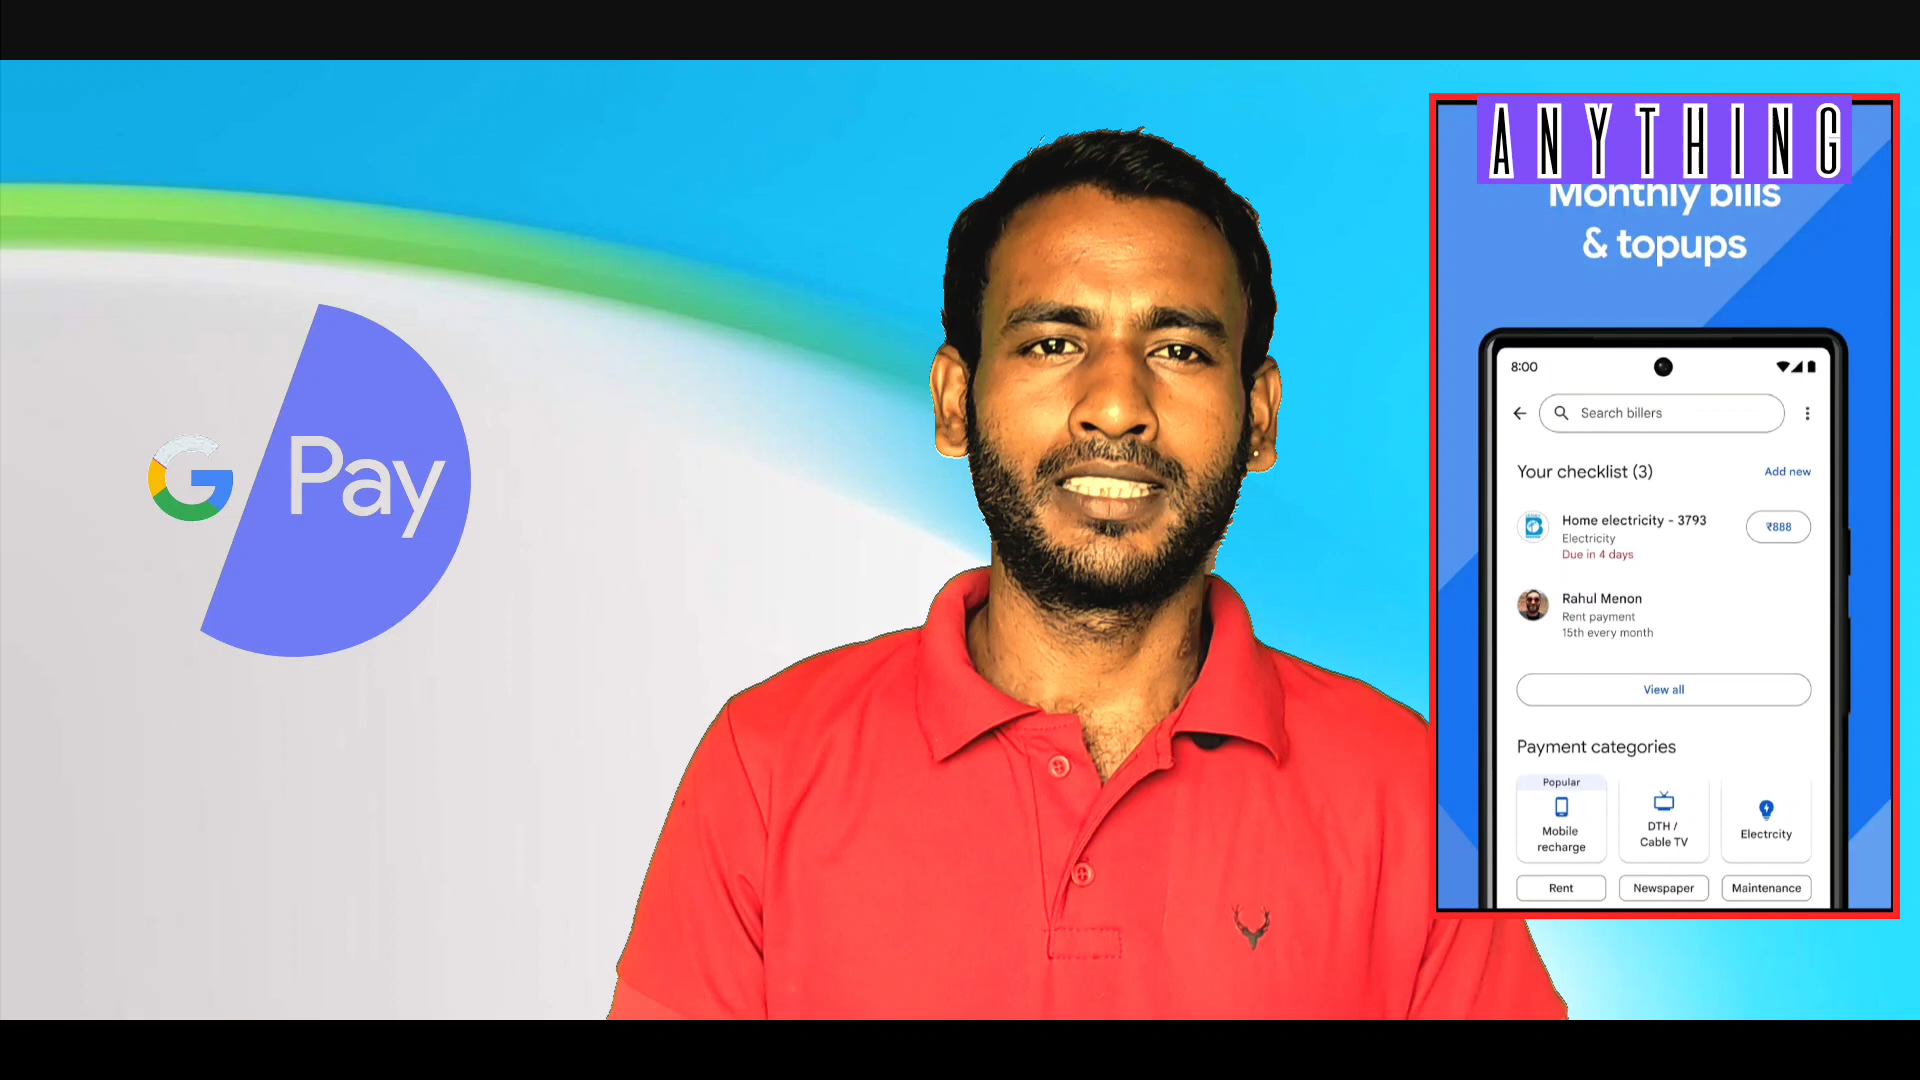 G Pay
ANYTHING
Monthly bills
& topups
8:00
Search billers
Your checklist (3)
Add new
Home electricity - 3793
₹888
Electricity
Due in 4 days
Rahul Menon
Rent payment
15th every month
View all
Payment categories
Popular
Mobile
recharge
DTH /
Cable TV
Electrcity
Rent
Newspaper
Maintenance